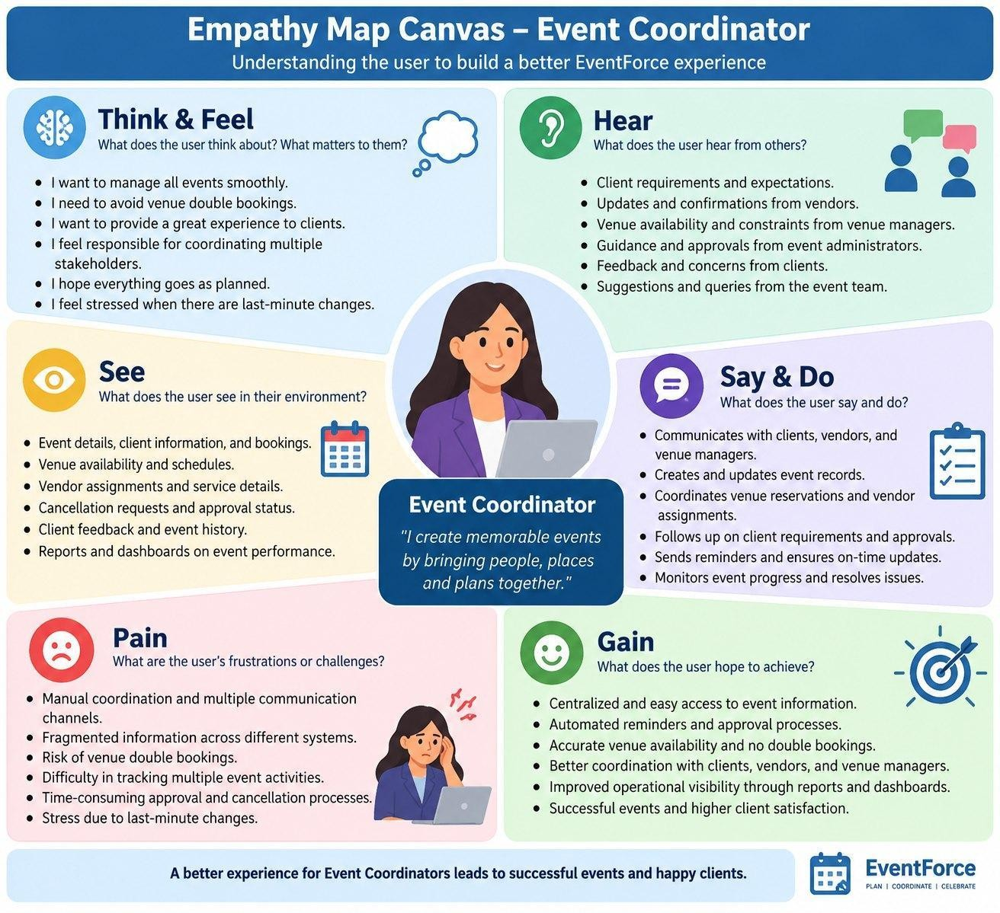 Empathy Map Canvas – Event Coordinator
Understanding the user to build a better EventForce experience
Think & Feel
What does the user think about? What matters to them?
• I want to manage all events smoothly.
• I need to avoid venue double bookings.
• I want to provide a great experience to clients.
• I feel responsible for coordinating multiple
stakeholders.
• I hope everything goes as planned.
• I feel stressed when there are last-minute changes.
Hear
What does the user hear from others?
• Client requirements and expectations.
• Updates and confirmations from vendors.
• Venue availability and constraints from venue managers.
• Guidance and approvals from event administrators.
• Feedback and concerns from clients.
• Suggestions and queries from the event team.
See
What does the user see in their environment?
• Event details, client information, and bookings.
• Venue availability and schedules.
• Vendor assignments and service details.
• Cancellation requests and approval status.
• Client feedback and event history.
• Reports and dashboards on event performance.
Event Coordinator
"I create memorable events
by bringing people, places
and plans together."
Say & Do
What does the user say and do?
• Communicates with clients, vendors, and
venue managers.
• Creates and updates event records.
• Coordinates venue reservations and vendor
assignments.
• Follows up on client requirements and approvals.
• Sends reminders and ensures on-time updates.
• Monitors event progress and resolves issues.
Pain
What are the user's frustrations or challenges?
• Manual coordination and multiple communication
channels.
• Fragmented information across different systems.
• Risk of venue double bookings.
• Difficulty in tracking multiple event activities.
• Time-consuming approval and cancellation processes.
• Stress due to last-minute changes.
Gain
What does the user hope to achieve?
• Centralized and easy access to event information.
• Automated reminders and approval processes.
• Accurate venue availability and no double bookings.
• Better coordination with clients, vendors, and venue managers.
• Improved operational visibility through reports and dashboards.
• Successful events and higher client satisfaction.
A better experience for Event Coordinators leads to successful events and happy clients.
EventForce
PLAN | COORDINATE | CELEBRATE